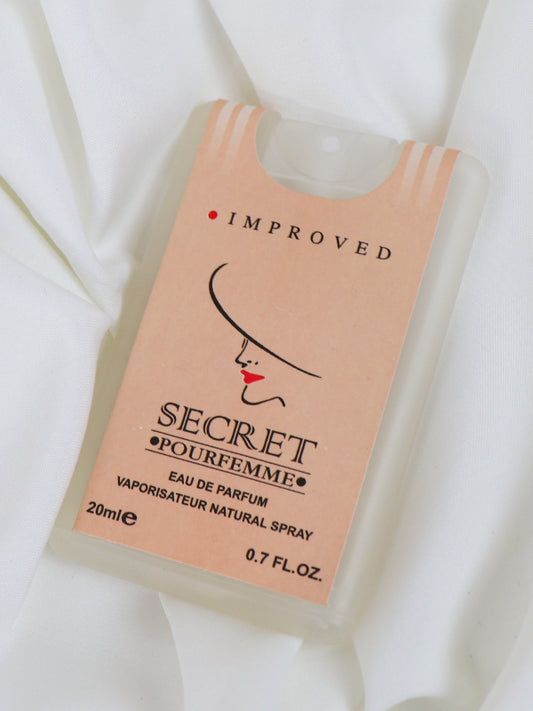 IMPROVED
SECRET
•POURFEMME•
EAU DE PARFUM
VAPORISATEUR NATURAL SPRAY
20ml℮
0.7 FL.OZ.